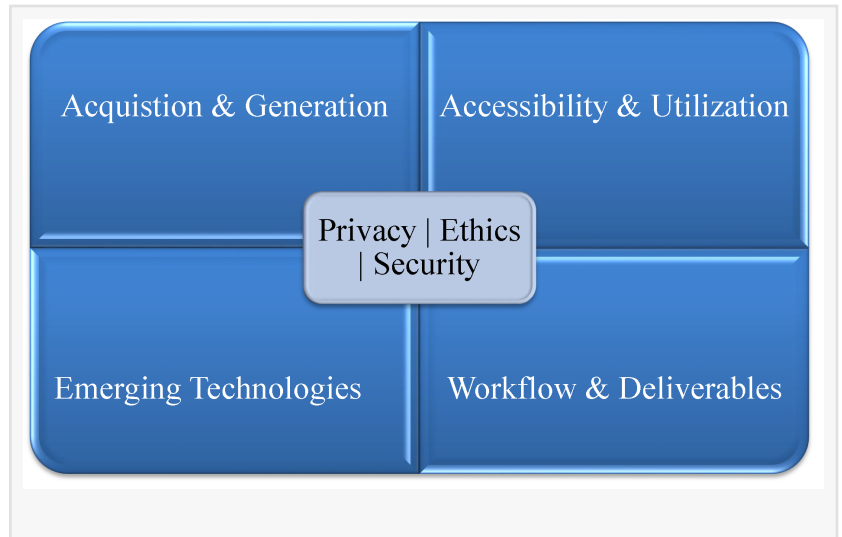 Acquistion & Generation
Accessibility & Utilization
Privacy | Ethics
| Security
Emerging Technologies
Workflow & Deliverables